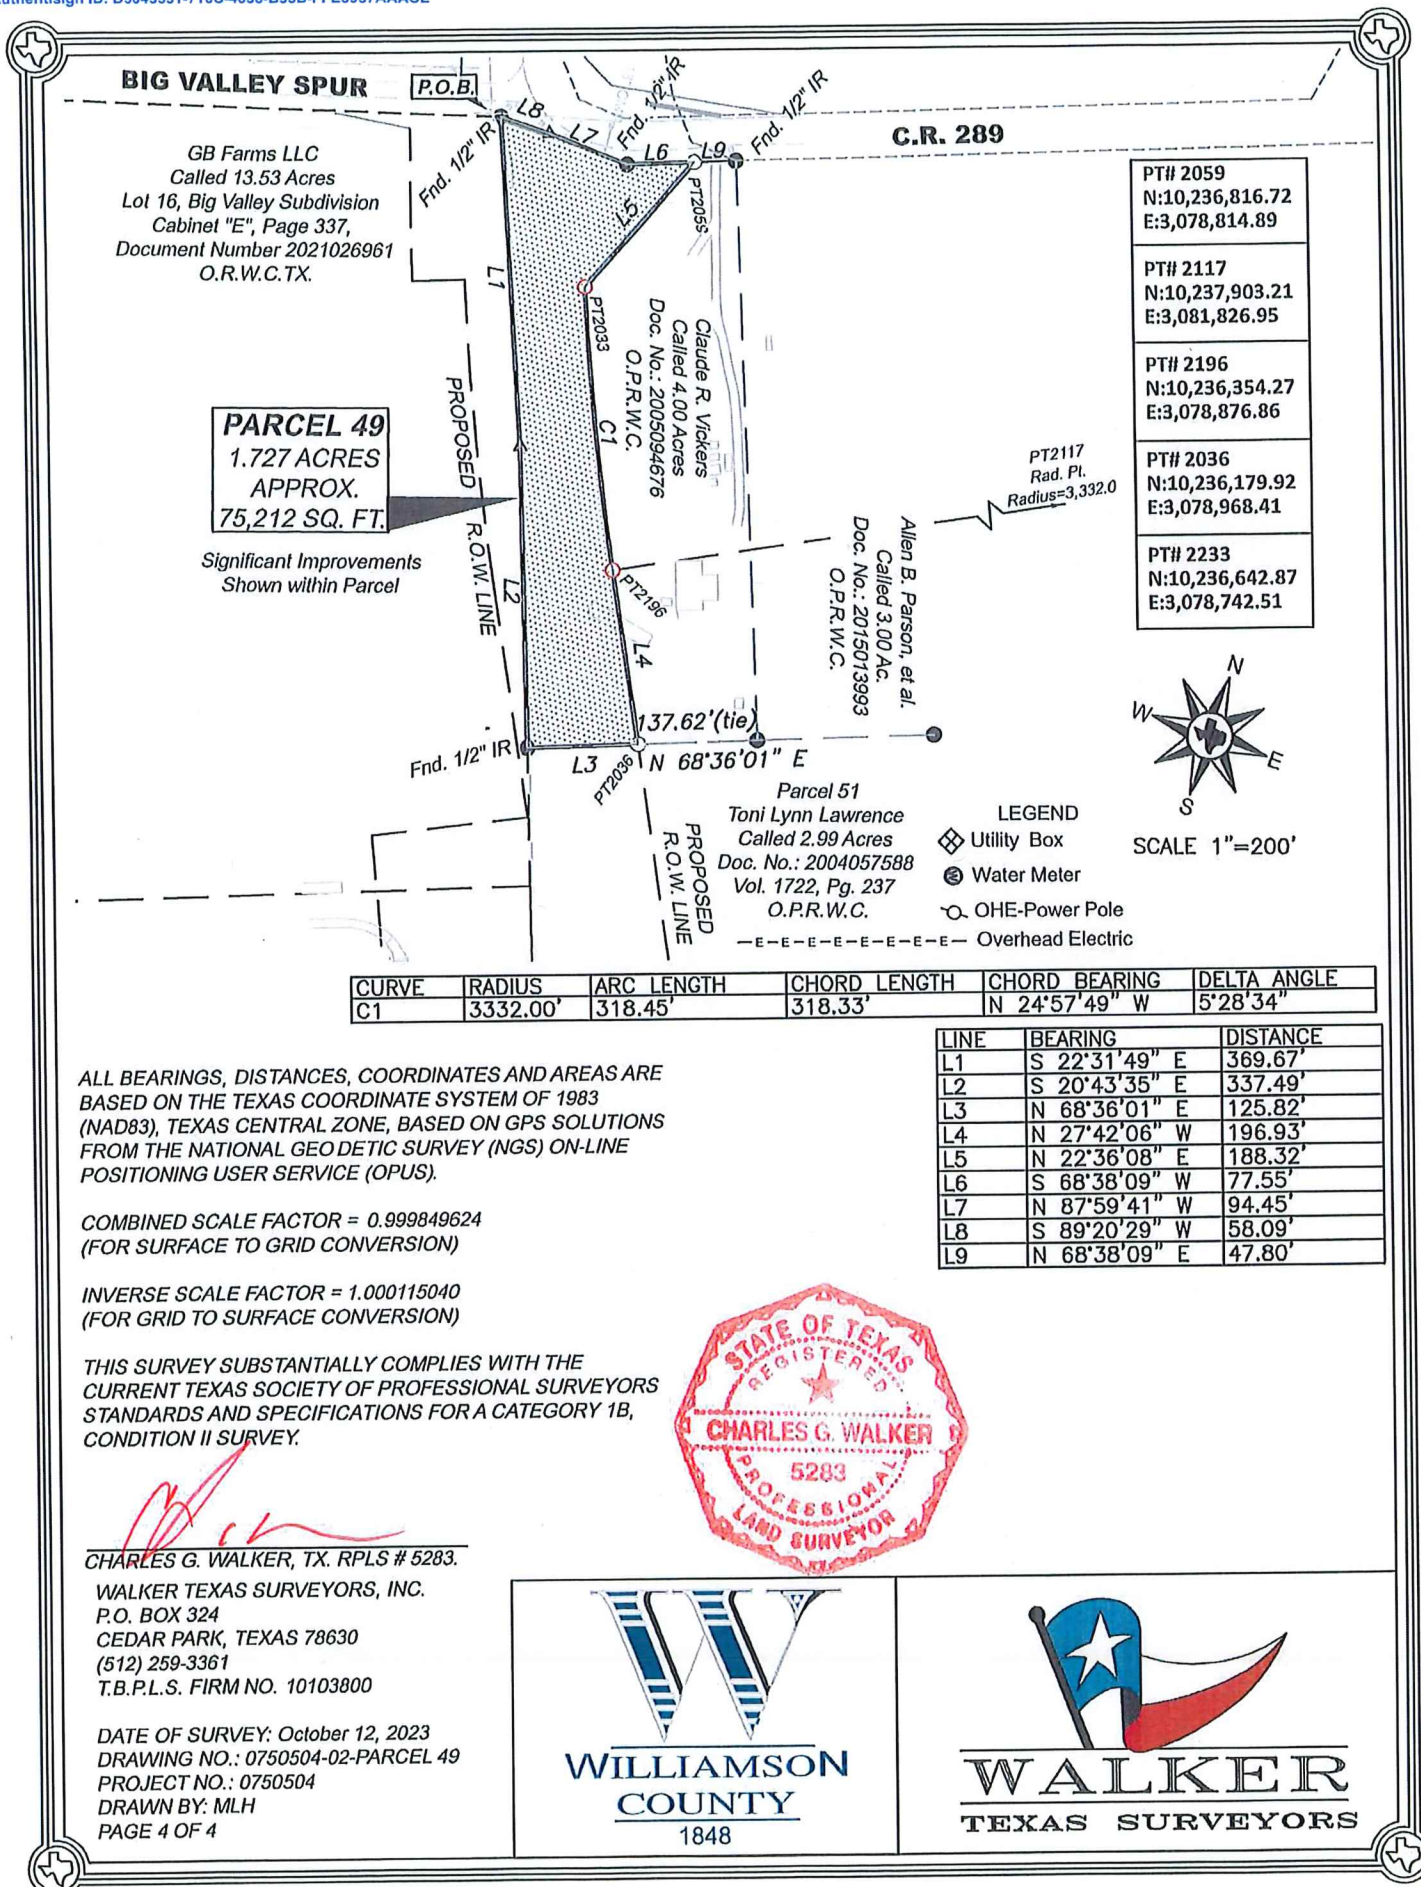 BIG VALLEY SPUR
P.O.B.
L8
L7
Fnd. 1/2" IR
L6
L9
Fnd. 1/2" IR
C.R. 289
Fnd. 1/2" IR
GB Farms LLC
Called 13.53 Acres
Lot 16, Big Valley Subdivision
Cabinet "E", Page 337,
Document Number 2021026961
O.R.W.C.TX.
L1
L5
PT2033
Claude R. Vickers
Called 4.00 Acres
Doc. No.: 2005094676
O.P.R.W.C.
C1
PT# 2059
N:10,236,816.72
E:3,078,814.89
PT# 2117
N:10,237,903.21
E:3,081,826.95
PT# 2196
N:10,236,354.27
E:3,078,876.86
PT# 2036
N:10,236,179.92
E:3,078,968.41
PT# 2233
N:10,236,642.87
E:3,078,742.51
PROPOSED R.O.W. LINE
PARCEL 49
1.727 ACRES
APPROX.
75,212 SQ. FT.
Significant Improvements
Shown within Parcel
PT2117
Rad. Pt.
Radius=3,332.0
Allen B. Parson, et al.
Called 3.00 Ac.
Doc. No.: 2015013993
O.P.R.W.C.
L2
PT2196
L4
137.62'(tie)
Fnd. 1/2" IR
L3
PT2036
N 68°36'01" E
N
W
E
S
SCALE 1"=200'
Parcel 51
Toni Lynn Lawrence
Called 2.99 Acres
Doc. No.: 2004057588
Vol. 1722, Pg. 237
O.P.R.W.C.
PROPOSED
R.O.W. LINE
LEGEND
Utility Box
Water Meter
OHE-Power Pole
—E-E-E-E-E-E-E-E— Overhead Electric
CURVE RADIUS ARC LENGTH CHORD LENGTH CHORD BEARING DELTA ANGLE
C1 3332.00' 318.45' 318.33' N 24°57'49" W 5°28'34"
LINE BEARING DISTANCE
L1 S 22°31'49" E 369.67'
L2 S 20°43'35" E 337.49'
L3 N 68°36'01" E 125.82'
L4 N 27°42'06" W 196.93'
L5 N 22°36'08" E 188.32'
L6 S 68°38'09" W 77.55'
L7 N 87°59'41" W 94.45'
L8 S 89°20'29" W 58.09'
L9 N 68°38'09" E 47.80'
ALL BEARINGS, DISTANCES, COORDINATES AND AREAS ARE
BASED ON THE TEXAS COORDINATE SYSTEM OF 1983
(NAD83), TEXAS CENTRAL ZONE, BASED ON GPS SOLUTIONS
FROM THE NATIONAL GEODETIC SURVEY (NGS) ON-LINE
POSITIONING USER SERVICE (OPUS).
COMBINED SCALE FACTOR = 0.999849624
(FOR SURFACE TO GRID CONVERSION)
INVERSE SCALE FACTOR = 1.000115040
(FOR GRID TO SURFACE CONVERSION)
THIS SURVEY SUBSTANTIALLY COMPLIES WITH THE
CURRENT TEXAS SOCIETY OF PROFESSIONAL SURVEYORS
STANDARDS AND SPECIFICATIONS FOR A CATEGORY 1B,
CONDITION II SURVEY.
STATE OF TEXAS
REGISTERED
CHARLES G. WALKER
5283
PROFESSIONAL
LAND SURVEYOR
CHARLES G. WALKER, TX. RPLS # 5283.
WALKER TEXAS SURVEYORS, INC.
P.O. BOX 324
CEDAR PARK, TEXAS 78630
(512) 259-3361
T.B.P.L.S. FIRM NO. 10103800
DATE OF SURVEY: October 12, 2023
DRAWING NO.: 0750504-02-PARCEL 49
PROJECT NO.: 0750504
DRAWN BY: MLH
PAGE 4 OF 4
W
WILLIAMSON
COUNTY
1848
WALKER
TEXAS SURVEYORS